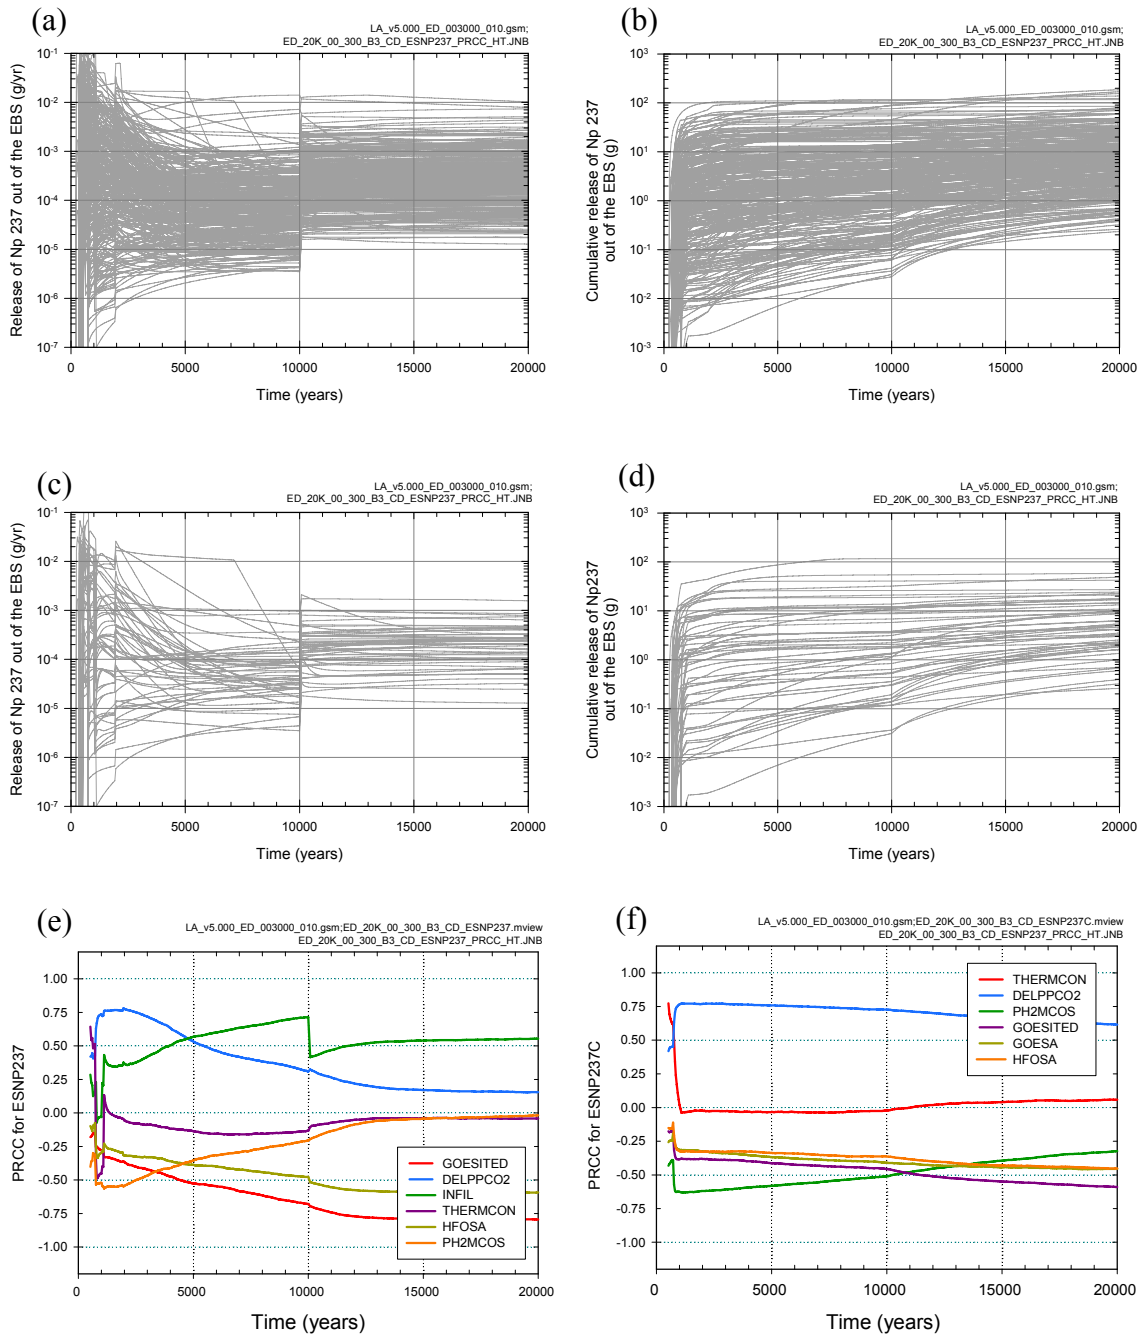 (a)
LA_v5.000_ED_003000_010.gsm;
ED_20K_00_300_B3_CD_ESNP237_PRCC_HT.JNB
Release of Np 237 out of the EBS (g/yr)
10-1
10-2
10-3
10-4
10-5
10-6
10-7
0 5000 10000 15000 20000
Time (years)
(b)
LA_v5.000_ED_003000_010.gsm;
ED_20K_00_300_B3_CD_ESNP237_PRCC_HT.JNB
Cumulative release of Np 237
out of the EBS (g)
103
102
101
100
10-1
10-2
10-3
0 5000 10000 15000 20000
Time (years)
(c)
LA_v5.000_ED_003000_010.gsm;
ED_20K_00_300_B3_CD_ESNP237_PRCC_HT.JNB
Release of Np 237 out of the EBS (g/yr)
10-1
10-2
10-3
10-4
10-5
10-6
10-7
0 5000 10000 15000 20000
Time (years)
(d)
LA_v5.000_ED_003000_010.gsm;
ED_20K_00_300_B3_CD_ESNP237_PRCC_HT.JNB
Cumulative release of Np237
out of the EBS (g)
103
102
101
100
10-1
10-2
10-3
0 5000 10000 15000 20000
Time (years)
(e)
LA_v5.000_ED_003000_010.gsm;ED_20K_00_300_B3_CD_ESNP237.mview
ED_20K_00_300_B3_CD_ESNP237_PRCC_HT.JNB
PRCC for ESNP237
1.00
0.75
0.50
0.25
0.00
-0.25
-0.50
-0.75
-1.00
GOESITED
DELPPCO2
INFIL
THERMCON
HFOSA
PH2MCOS
0 5000 10000 15000 20000
Time (years)
(f)
LA_v5.000_ED_003000_010.gsm;ED_20K_00_300_B3_CD_ESNP237C.mview
ED_20K_00_300_B3_CD_ESNP237_PRCC_HT.JNB
PRCC for ESNP237C
1.00
0.75
0.50
0.25
0.00
-0.25
-0.50
-0.75
-1.00
THERMCON
DELPPCO2
PH2MCOS
GOESITED
GOESA
HFOSA
0 5000 10000 15000 20000
Time (years)